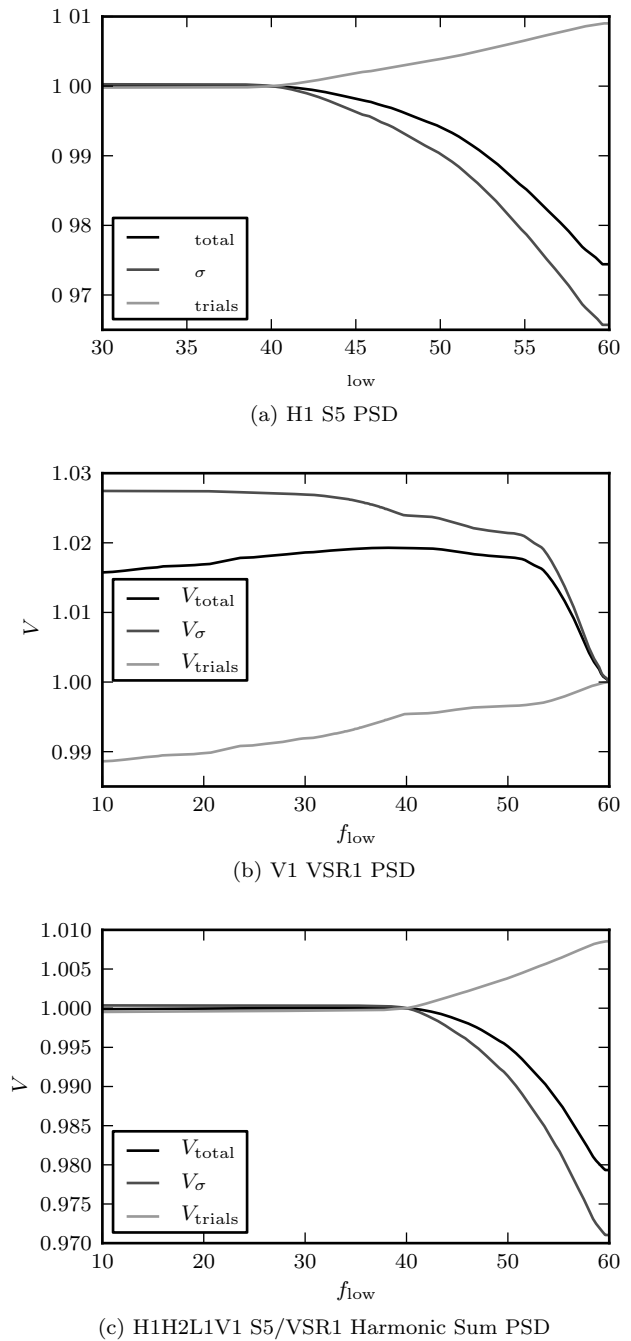 1 01
1 00
0 99
0 98
0 97
total
σ
trials
30 35 40 45 50 55 60
low
(a) H1 S5 PSD
1.03
1.02
1.01
1.00
0.99
V
V_total
V_σ
V_trials
10 20 30 40 50 60
f_low
(b) V1 VSR1 PSD
1.010
1.005
1.000
0.995
0.990
0.985
0.980
0.975
0.970
V
V_total
V_σ
V_trials
10 20 30 40 50 60
f_low
(c) H1H2L1V1 S5/VSR1 Harmonic Sum PSD